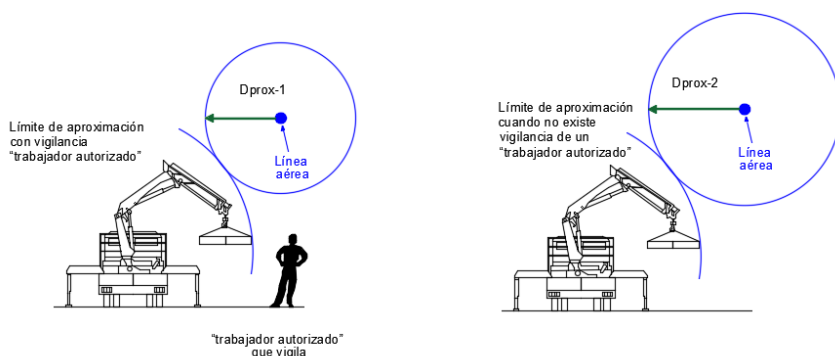 Dprox-1
Límite de aproximación
con vigilancia
"trabajador autorizado"
Línea
aérea
"trabajador autorizado"
que vigila
Dprox-2
Límite de aproximación
cuando no existe
vigilancia de un
"trabajador autorizado"
Línea
aérea